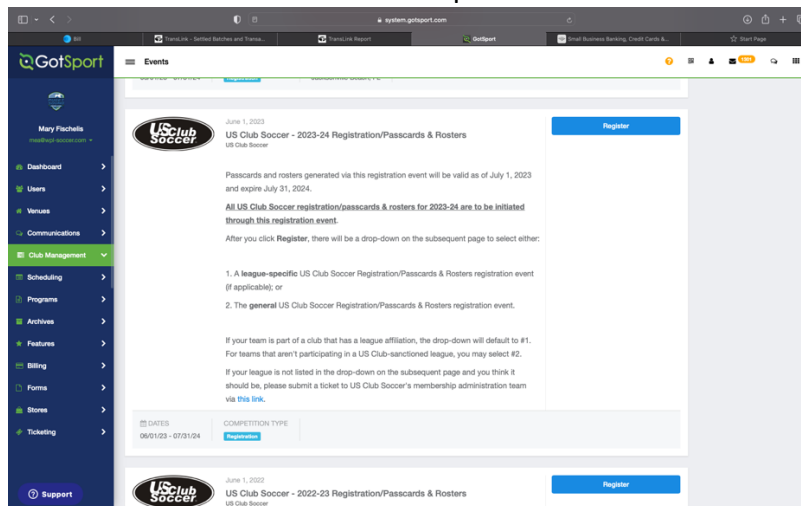 system.gotsport.com
Bill
TransLink - Settled Batches and Transa...
TransLink Report
GotSport
Small Business Banking, Credit Cards &...
Start Page
GotSport
Events
1301
Mary Fischelis
Dashboard
Users
Venues
Communications
Club Management
Scheduling
Programs
Archives
Features
Billing
Forms
Stores
Ticketing
Support
Registration
US Club Soccer
June 1, 2023
US Club Soccer - 2023-24 Registration/Passcards & Rosters
US Club Soccer
Register
Passcards and rosters generated via this registration event will be valid as of July 1, 2023
and expire July 31, 2024.
All US Club Soccer registration/passcards & rosters for 2023-24 are to be initiated
through this registration event.
After you click Register, there will be a drop-down on the subsequent page to select either:
1. A league-specific US Club Soccer Registration/Passcards & Rosters registration event
(if applicable); or
2. The general US Club Soccer Registration/Passcards & Rosters registration event.
If your team is part of a club that has a league affiliation, the drop-down will default to #1.
For teams that aren't participating in a US Club-sanctioned league, you may select #2.
If your league is not listed in the drop-down on the subsequent page and you think it
should be, please submit a ticket to US Club Soccer's membership administration team
via this link.
DATES
06/01/23 - 07/31/24
COMPETITION TYPE
Registration
US Club Soccer
June 1, 2022
US Club Soccer - 2022-23 Registration/Passcards & Rosters
US Club Soccer
Register